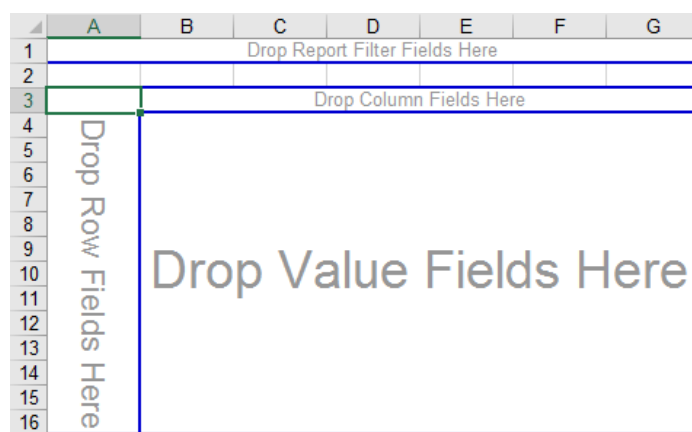 A B C D E F G
1 Drop Report Filter Fields Here
2
3 Drop Column Fields Here
4
5
6
7
8
9
10
11
12
13
14
15
16
Drop Row Fields Here
Drop Value Fields Here